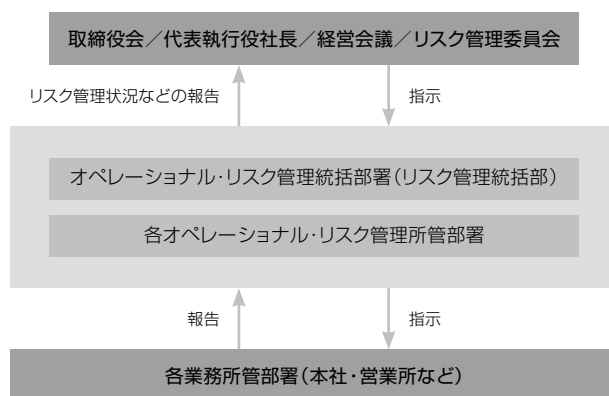 取締役会／代表執行役社長／経営会議／リスク管理委員会
リスク管理状況などの報告
指示
オペレーショナル・リスク管理統括部署（リスク管理統括部）
各オペレーショナル・リスク管理所管部署
報告
指示
各業務所管部署（本社・営業所など）